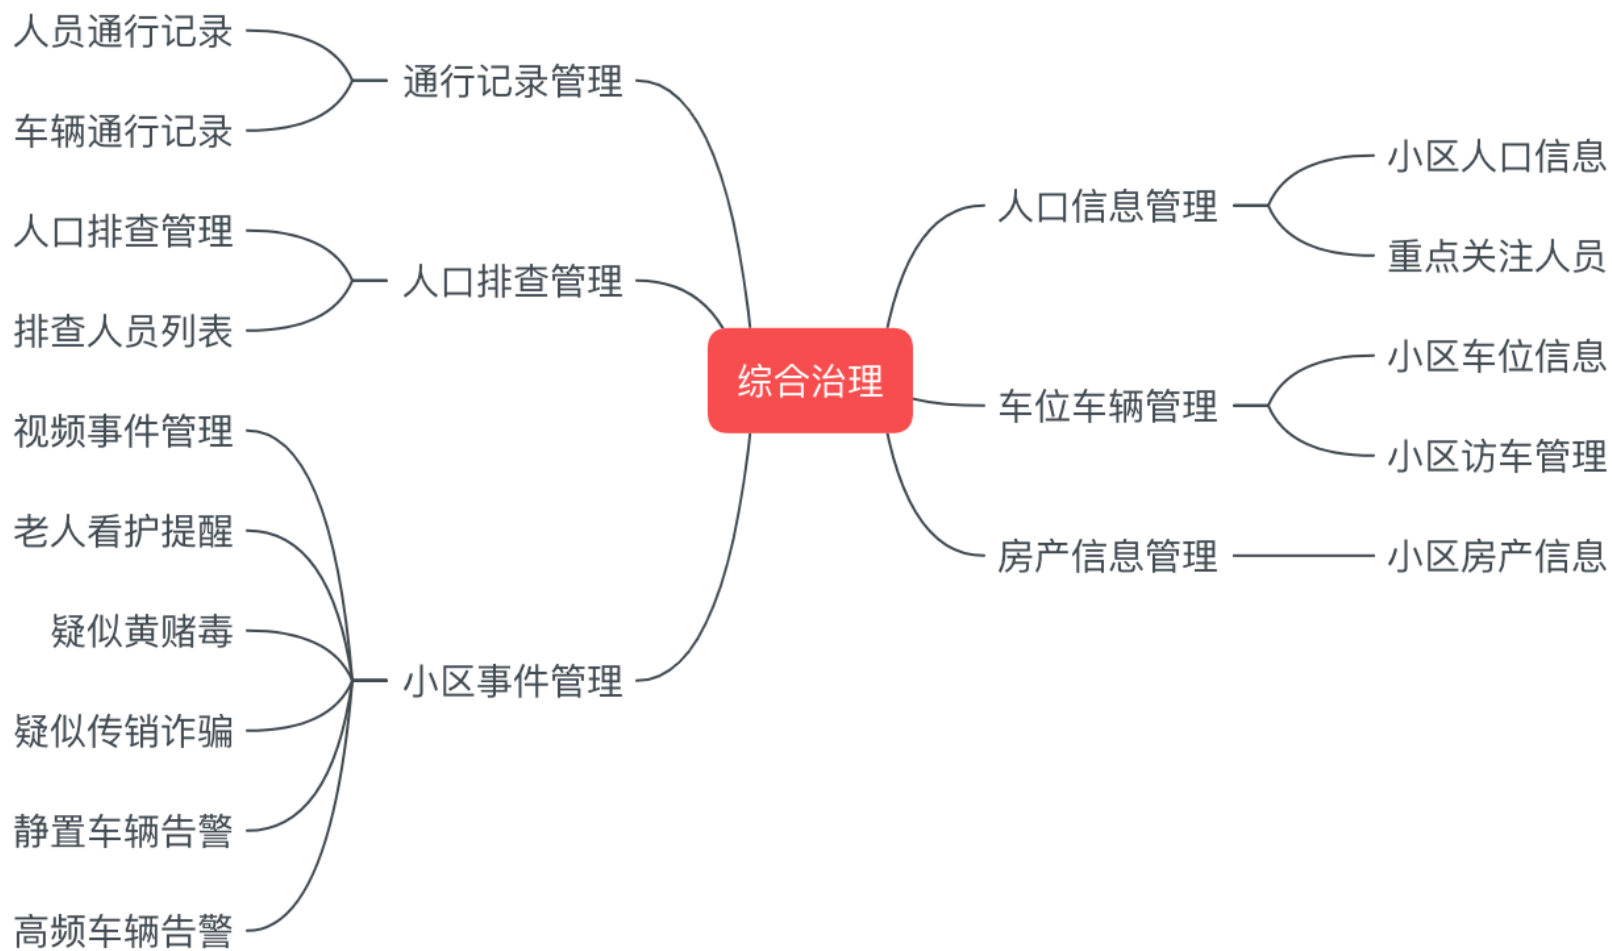 人员通行记录
车辆通行记录
通行记录管理
人口排查管理
排查人员列表
人口排查管理
视频事件管理
老人看护提醒
疑似黄赌毒
疑似传销诈骗
静置车辆告警
高频车辆告警
小区事件管理
综合治理
人口信息管理
小区人口信息
重点关注人员
车位车辆管理
小区车位信息
小区访车管理
房产信息管理
小区房产信息